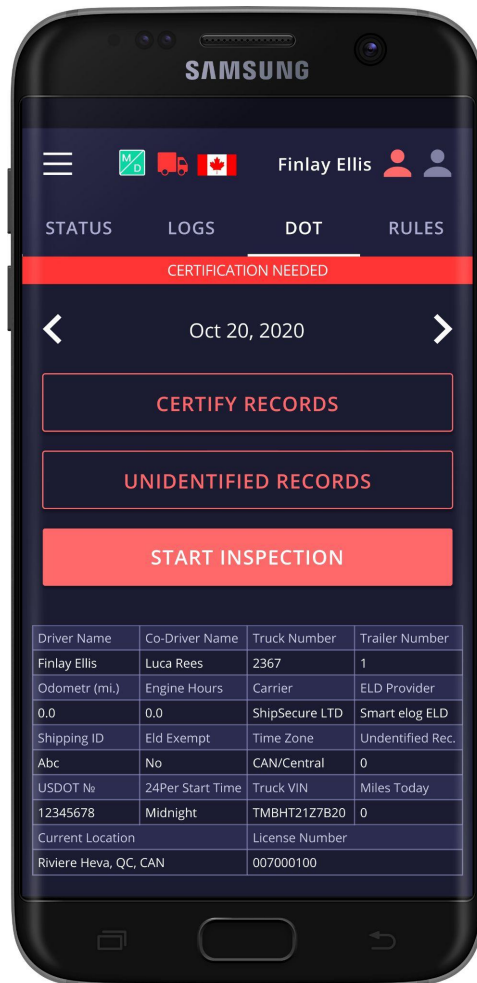 SAMSUNG
M/D Finlay Ellis
STATUS LOGS DOT RULES
CERTIFICATION NEEDED
Oct 20, 2020
CERTIFY RECORDS
UNIDENTIFIED RECORDS
START INSPECTION
Driver Name Co-Driver Name Truck Number Trailer Number
Finlay Ellis Luca Rees 2367 1
Odometr (mi.) Engine Hours Carrier ELD Provider
0.0 0.0 ShipSecure LTD Smart elog ELD
Shipping ID Eld Exempt Time Zone Undentified Rec.
Abc No CAN/Central 0
USDOT № 24Per Start Time Truck VIN Miles Today
12345678 Midnight TMBHT21Z7B20 0
Current Location License Number
Riviere Heva, QC, CAN 007000100